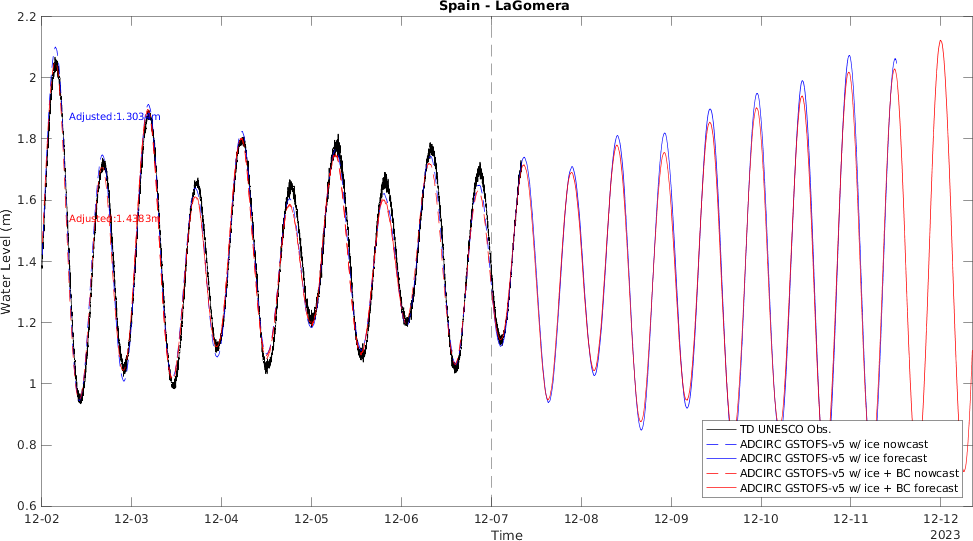 Spain - LaGomera
2.2
2
1.8
1.6
1.4
1.2
1
0.8
0.6
Water Level (m)
Adjusted:1.303 m
Adjusted:1.4383m
TD UNESCO Obs.
ADCIRC GSTOFS-v5 w/ ice nowcast
ADCIRC GSTOFS-v5 w/ ice forecast
ADCIRC GSTOFS-v5 w/ ice + BC nowcast
ADCIRC GSTOFS-v5 w/ ice + BC forecast
12-02 12-03 12-04 12-05 12-06 12-07 12-08 12-09 12-10 12-11 12-12
Time
2023